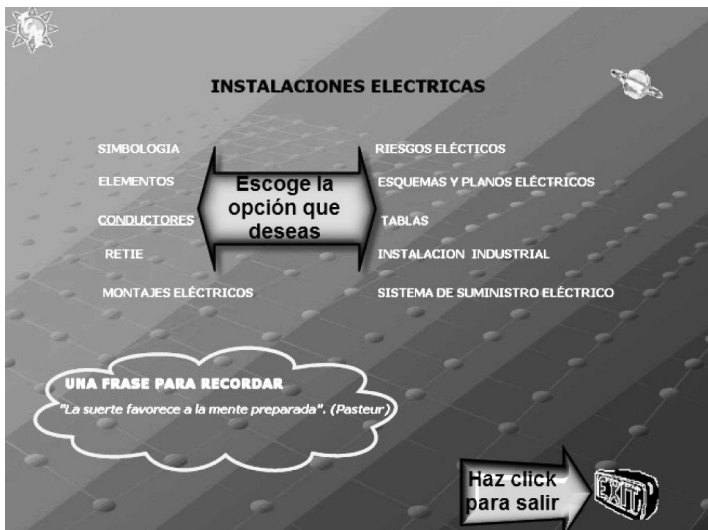 INSTALACIONES ELECTRICAS
SIMBOLOGIA
ELEMENTOS
CONDUCTORES
RETIE
MONTAJES ELÉCTRICOS
Escoge la
opción que
deseas
RIESGOS ELÉCTICOS
ESQUEMAS Y PLANOS ELÉCTRICOS
TABLAS
INSTALACION INDUSTRIAL
SISTEMA DE SUMINISTRO ELÉCTRICO
UNA FRASE PARA RECORDAR
"La suerte favorece a la mente preparada". (Pasteur)
Haz click
para salir
EXIT